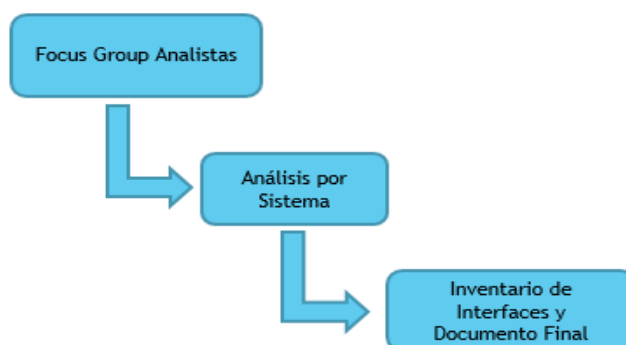 Focus Group Analistas
Análisis por
Sistema
Inventario de
Interfaces y
Documento Final